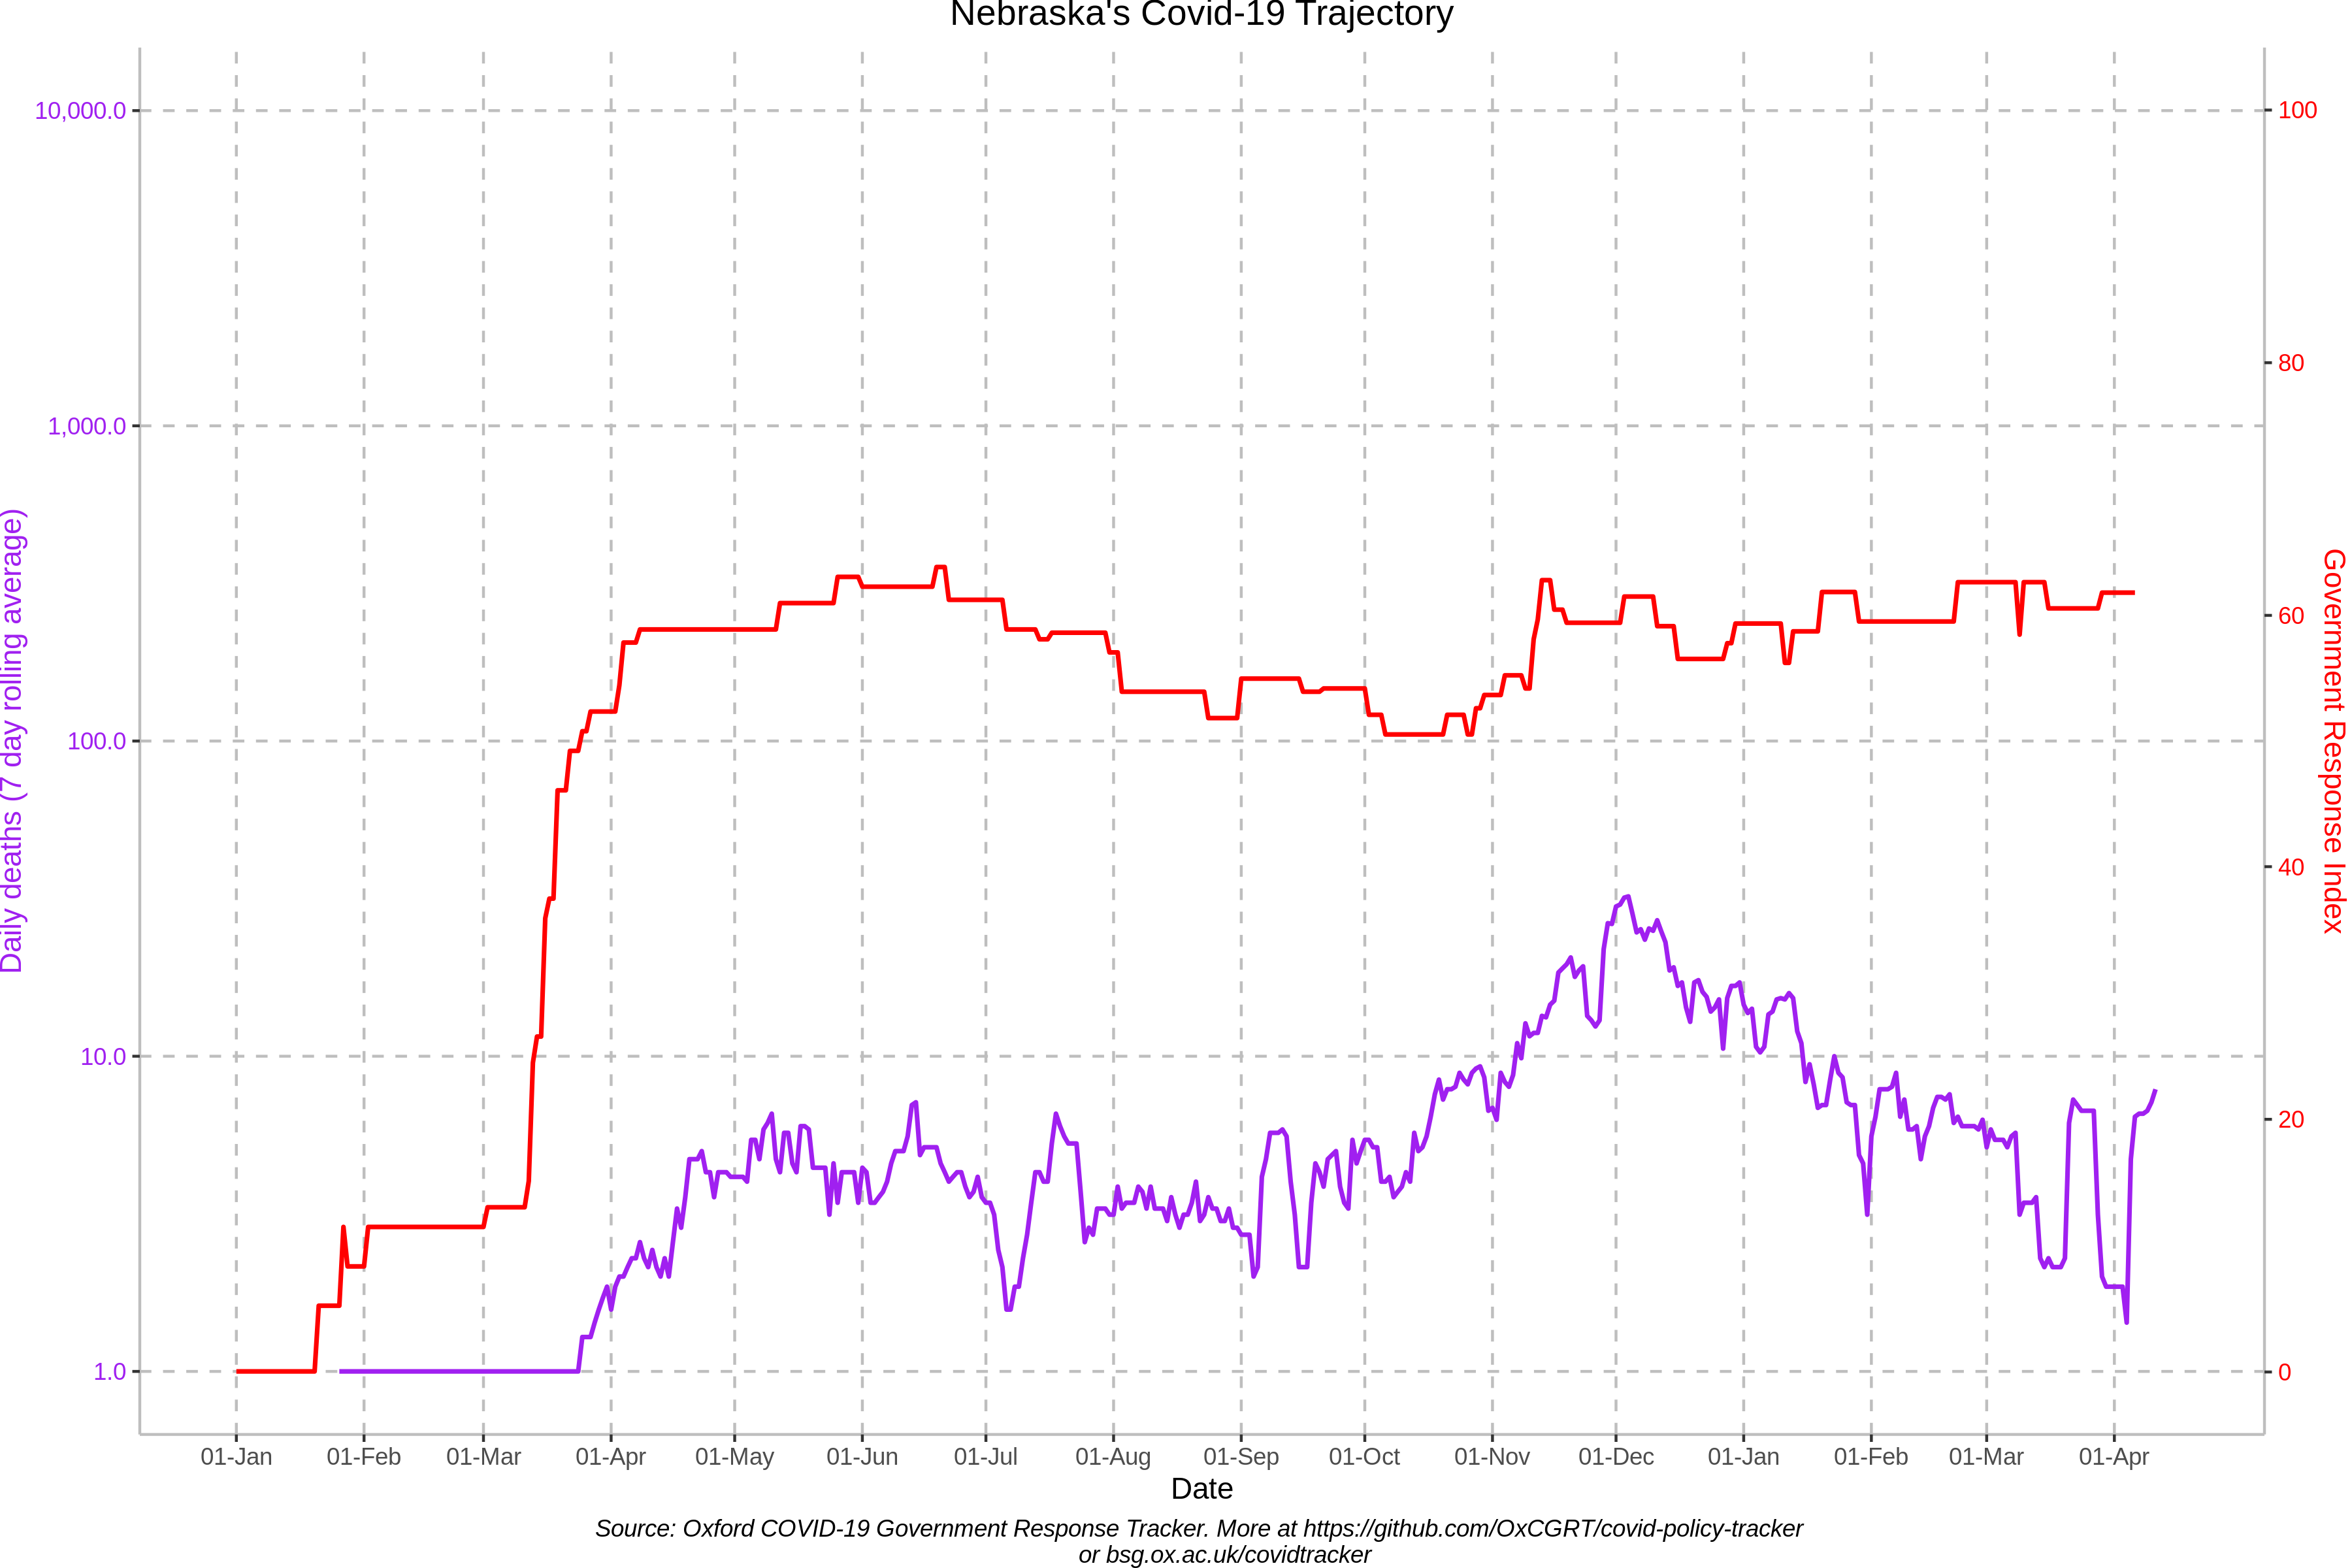 Nebraska's Covid-19 Trajectory
10,000.0
1,000.0
100.0
10.0
1.0
Daily deaths (7 day rolling average)
100
80
60
40
20
0
Government Response Index
01-Jan 01-Feb 01-Mar 01-Apr 01-May 01-Jun 01-Jul 01-Aug 01-Sep 01-Oct 01-Nov 01-Dec 01-Jan 01-Feb 01-Mar 01-Apr
Date
Source: Oxford COVID-19 Government Response Tracker. More at https://github.com/OxCGRT/covid-policy-tracker
or bsg.ox.ac.uk/covidtracker